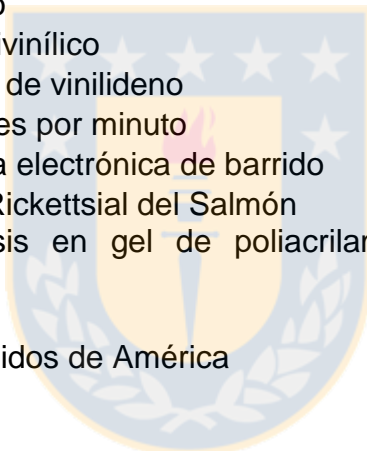 ivinílico
de vinilideno
es por minuto
a electrónica de barrido
Rickettsial del Salmón
sis en gel de poliacrilar
idos de América